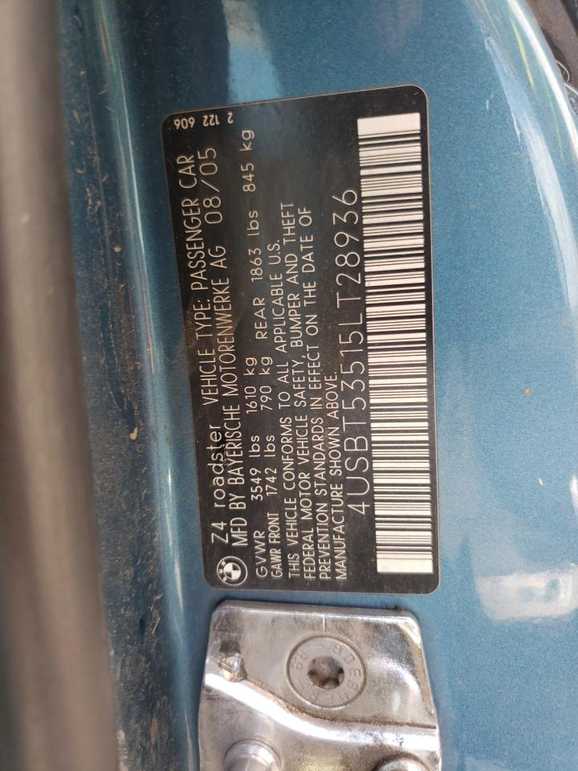 Z4 roadster VEHICLE TYPE: PASSENGER CAR
MFD BY BAYERISCHE MOTORENWERKE AG 08/05
GVWR 3549 lbs 1610 kg
GAWR FRONT 1742 lbs 790 kg REAR 1863 lbs 845 kg
THIS VEHICLE CONFORMS TO ALL APPLICABLE U.S.
FEDERAL MOTOR VEHICLE SAFETY, BUMPER AND THEFT
PREVENTION STANDARDS IN EFFECT ON THE DATE OF
MANUFACTURE SHOWN ABOVE.
4USBT53515LT28936
2 122 606
BMW